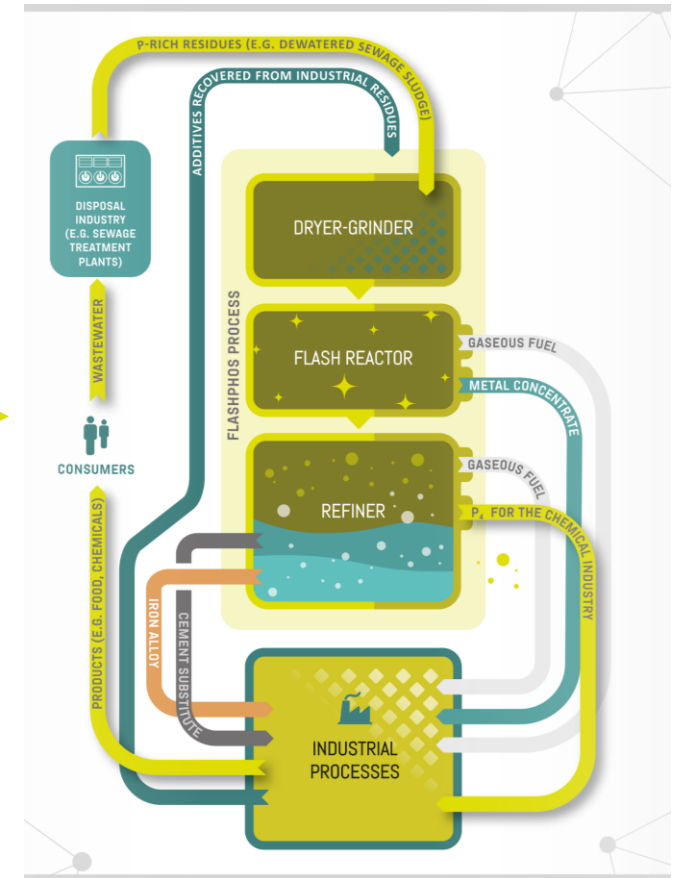 P-RICH RESIDUES (E.G. DEWATERED SEWAGE SLUDGE)
ADDITIVES RECOVERED FROM INDUSTRIAL RESIDUES
DISPOSAL
INDUSTRY
(E.G. SEWAGE
TREATMENT
PLANTS)
WASTEWATER
CONSUMERS
PRODUCTS (E.G. FOOD, CHEMICALS)
FLASHPHOS PROCESS
DRYER-GRINDER
FLASH REACTOR
GASEOUS FUEL
METAL CONCENTRATE
REFINER
GASEOUS FUEL
P₄ FOR THE CHEMICAL INDUSTRY
IRON ALLOY
CEMENT SUBSTITUTE
INDUSTRIAL
PROCESSES